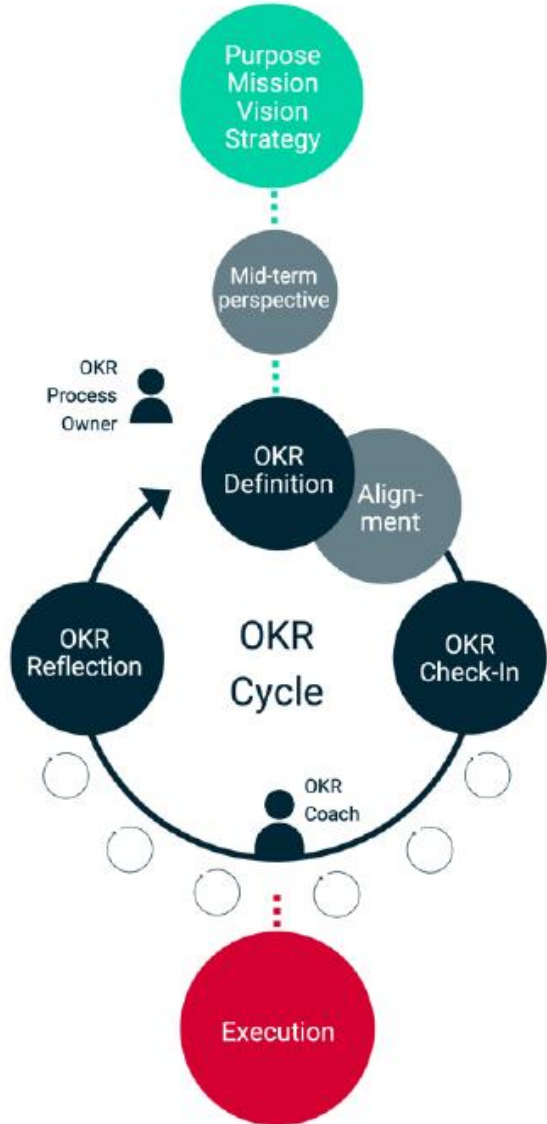 Purpose
Mission
Vision
Strategy
Mid-term
perspective
OKR
Process
Owner
OKR
Definition
Align-
ment
OKR
Reflection
OKR
Cycle
OKR
Check-In
OKR
Coach
Execution